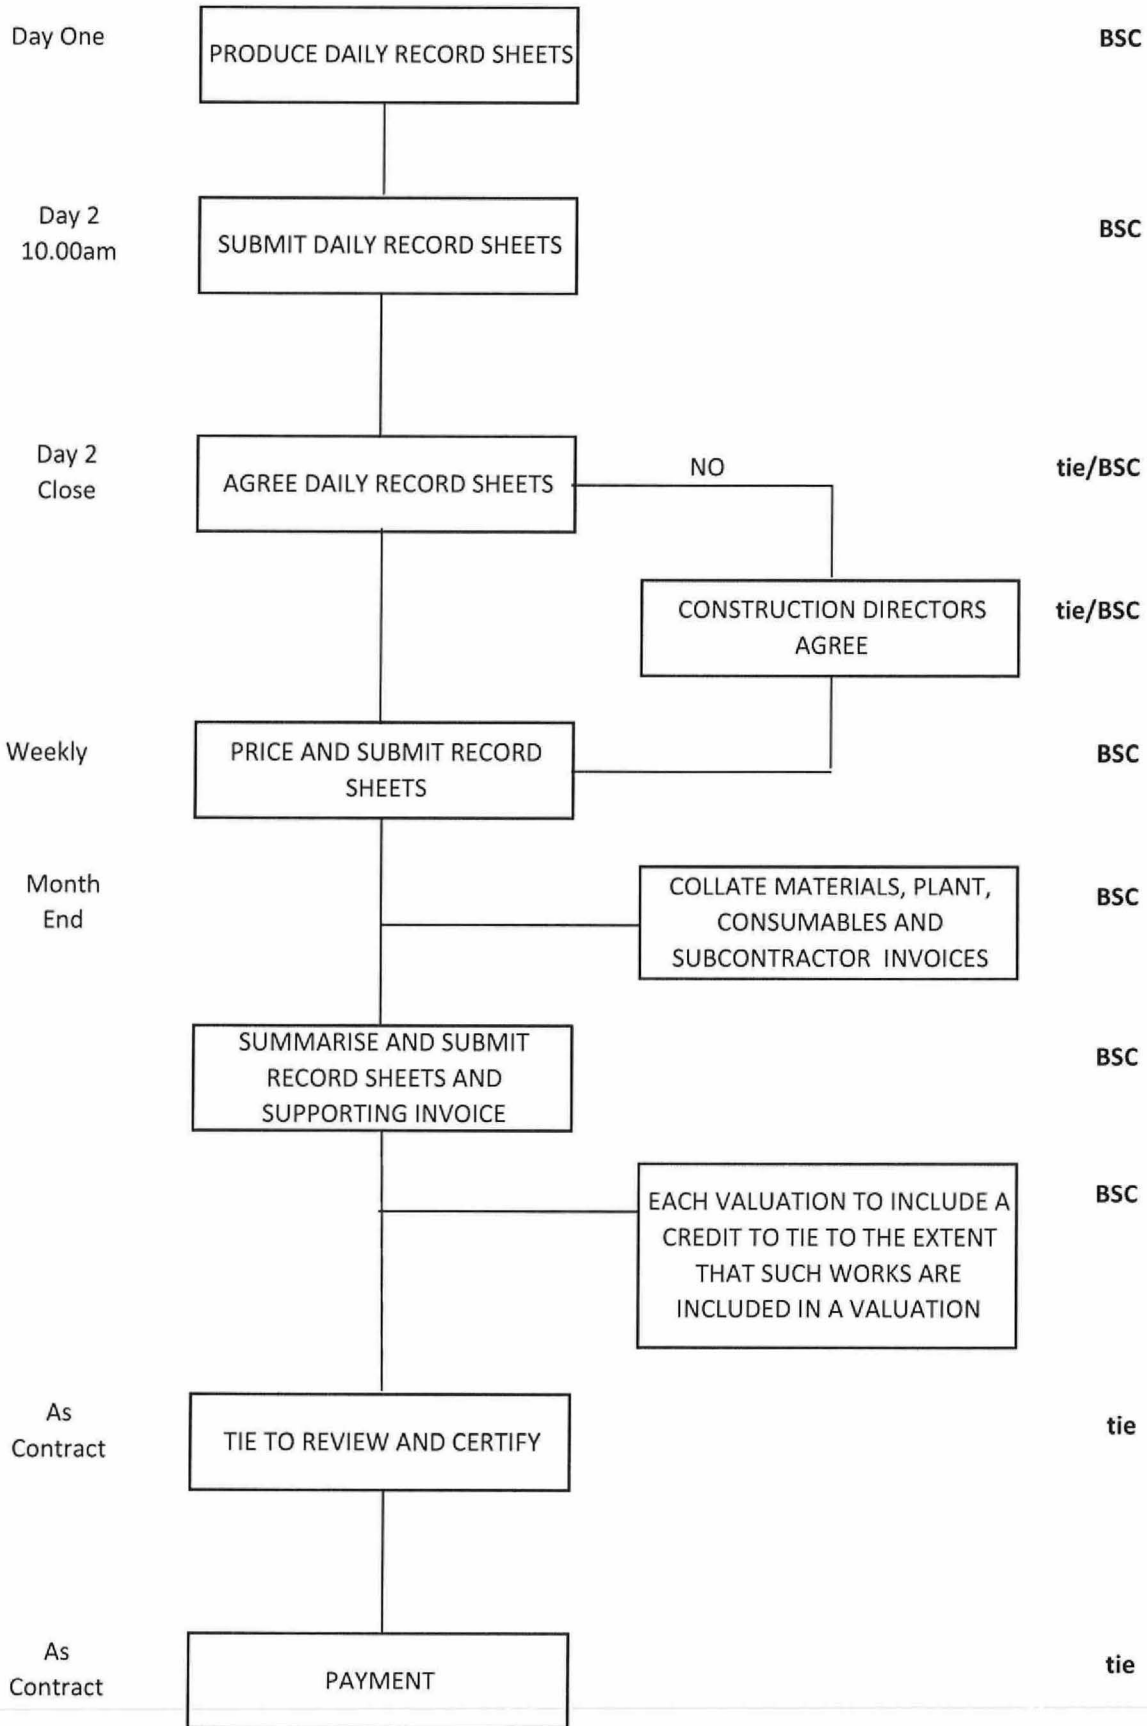 Day One
PRODUCE DAILY RECORD SHEETS
BSC
Day 2
10.00am
SUBMIT DAILY RECORD SHEETS
BSC
Day 2
Close
AGREE DAILY RECORD SHEETS
NO
tie/BSC
CONSTRUCTION DIRECTORS
AGREE
tie/BSC
Weekly
PRICE AND SUBMIT RECORD
SHEETS
BSC
Month
End
COLLATE MATERIALS, PLANT,
CONSUMABLES AND
SUBCONTRACTOR INVOICES
BSC
SUMMARISE AND SUBMIT
RECORD SHEETS AND
SUPPORTING INVOICE
BSC
EACH VALUATION TO INCLUDE A
CREDIT TO TIE TO THE EXTENT
THAT SUCH WORKS ARE
INCLUDED IN A VALUATION
BSC
As
Contract
TIE TO REVIEW AND CERTIFY
tie
As
Contract
PAYMENT
tie